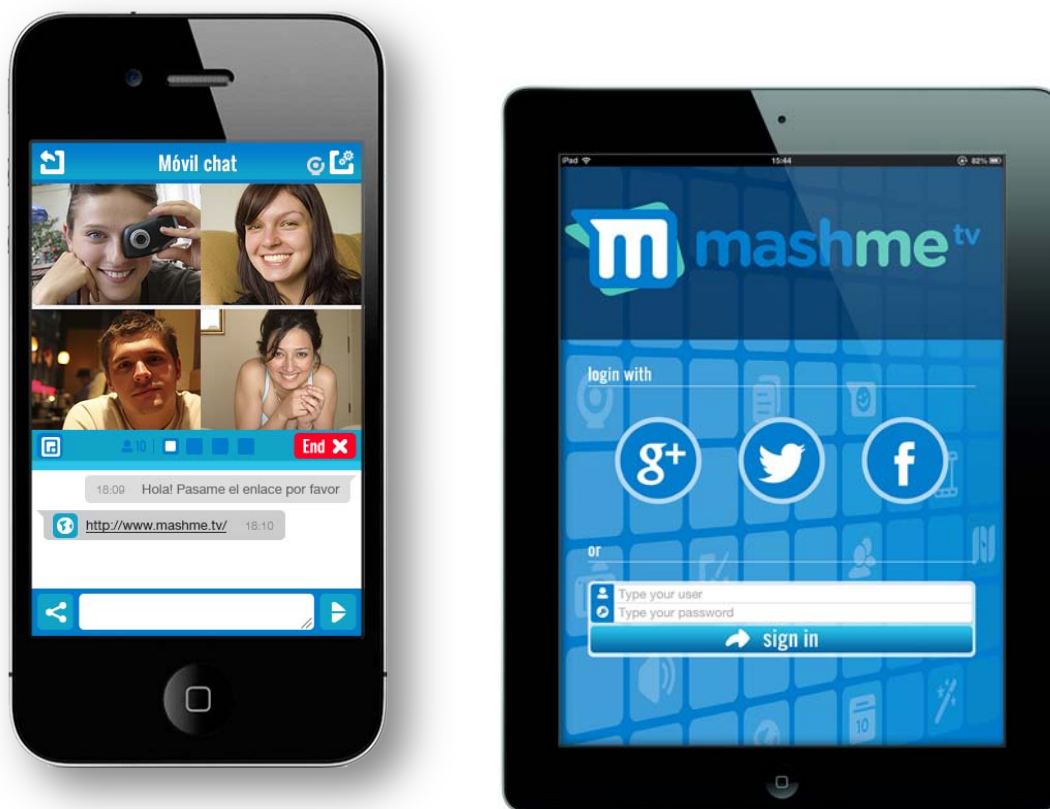 Móvil chat
10
End
18:09 Hola! Pasame el enlace por favor
http://www.mashme.tv/ 18:10
iPad 15:44 82%
m mashme tv
login with
g+ f
or
Type your user
Type your password
sign in
10